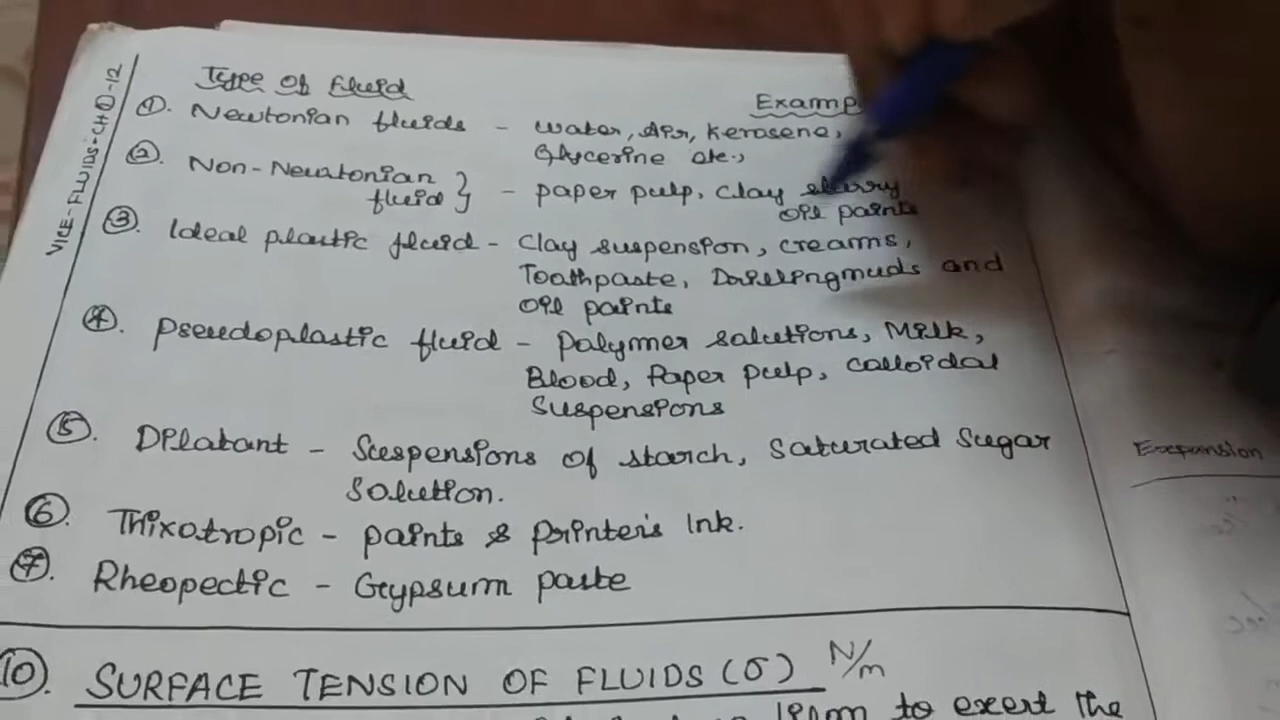 VICE-FLUIDS-CH①-12
Type of Fluid
Examp
①. Newtonian fluids - water, Air, Kerosene,
Glycerine etc.,
②. Non-Newtonian
fluid } - paper pulp, clay slurry
Oil paints
③. Ideal plastic fluid - Clay suspension, creams,
Toothpaste, Drilling muds and
Oil paints
④. Pseudoplastic fluid - Polymer solutions, Milk,
Blood, Paper pulp, colloidal
Suspensions
⑤. Dilatant - Suspensions of starch, saturated sugar
Solution.
⑥. Thixotropic - paints & printer's Ink.
⑦. Rheopectic - Gypsum paste
Expansion
⑩. SURFACE TENSION OF FLUIDS (σ) N/m
to exert the